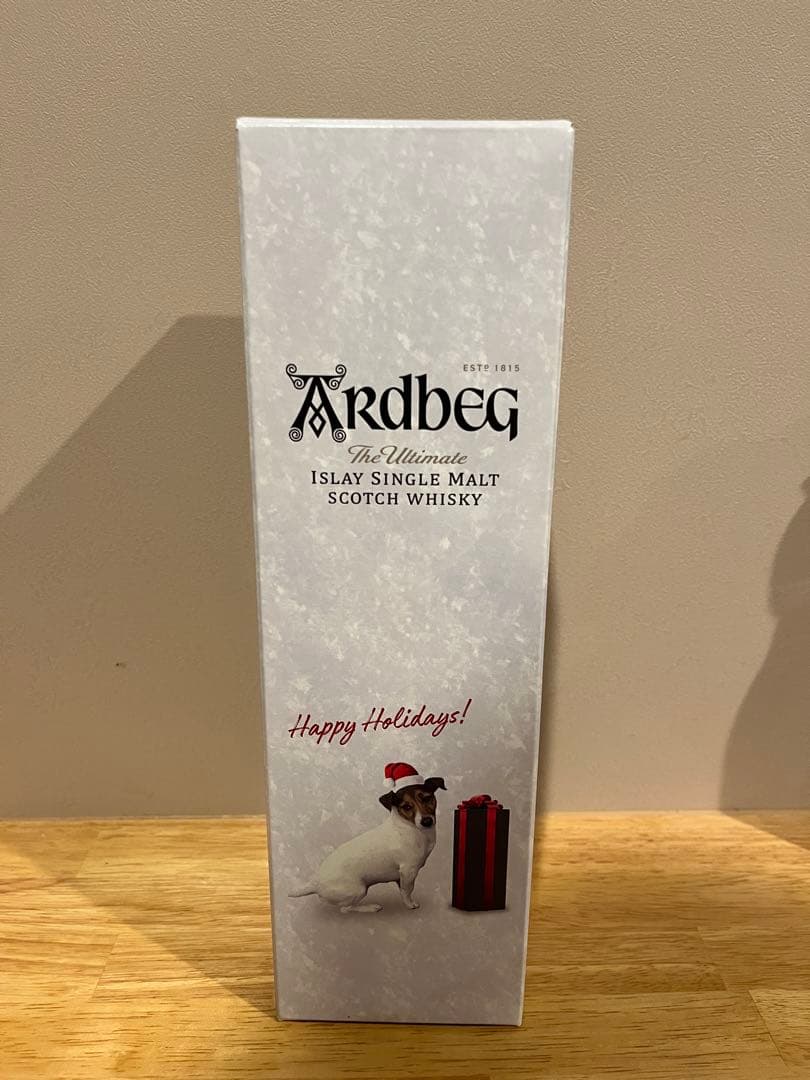 ESTD 1815
ARdbeG
The Ultimate
ISLAY SINGLE MALT
SCOTCH WHISKY
Happy Holidays!